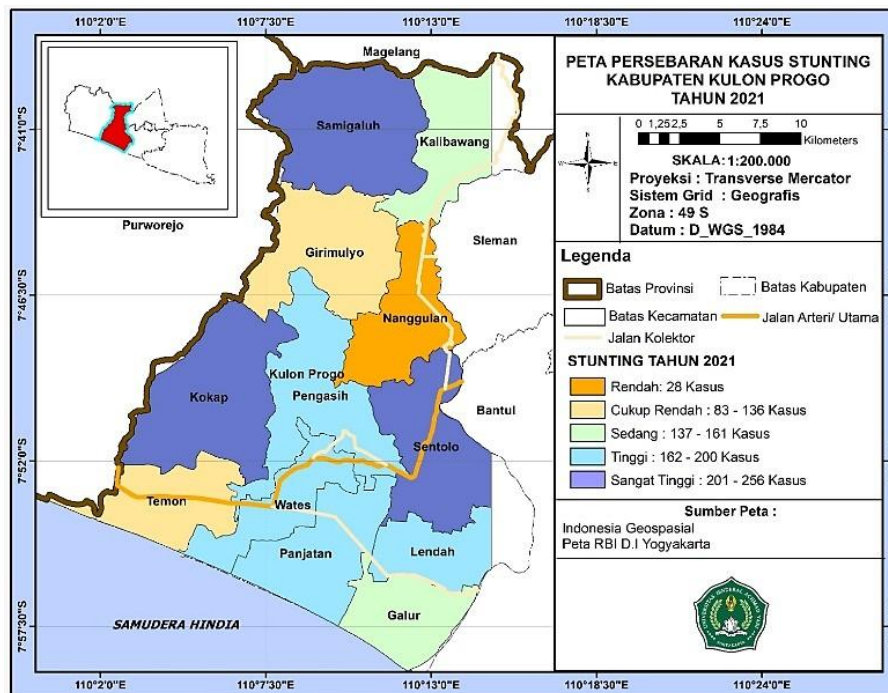 110°2'0"E 110°7'30"E 110°13'0"E 110°18'30"E 110°24'0"E
7°41'0"S
7°46'30"S
7°52'0"S
7°57'30"S
Magelang
Purworejo
Samigaluh
Kalibawang
Girimulyo
Sleman
Nanggulan
Kulon Progo
Pengasih
Kokap
Bantul
Sentolo
Temon
Wates
Panjatan
Lendah
Galur
SAMUDERA HINDIA
110°2'0"E 110°7'30"E 110°13'0"E 110°18'30"E 110°24'0"E
PETA PERSEBARAN KASUS STUNTING
KABUPATEN KULON PROGO
TAHUN 2021
0 1,25 2,5 5 7,5 10
Kilometers
SKALA: 1:200.000
Proyeksi : Transverse Mercator
Sistem Grid : Geografis
Zona : 49 S
Datum : D_WGS_1984
Legenda
Batas Provinsi
Batas Kabupaten
Batas Kecamatan
Jalan Arteri/ Utama
Jalan Kolektor
STUNTING TAHUN 2021
Rendah: 28 Kasus
Cukup Rendah : 83 - 136 Kasus
Sedang : 137 - 161 Kasus
Tinggi : 162 - 200 Kasus
Sangat Tinggi : 201 - 256 Kasus
Sumber Peta :
Indonesia Geospasial
Peta RBI D.I Yogyakarta